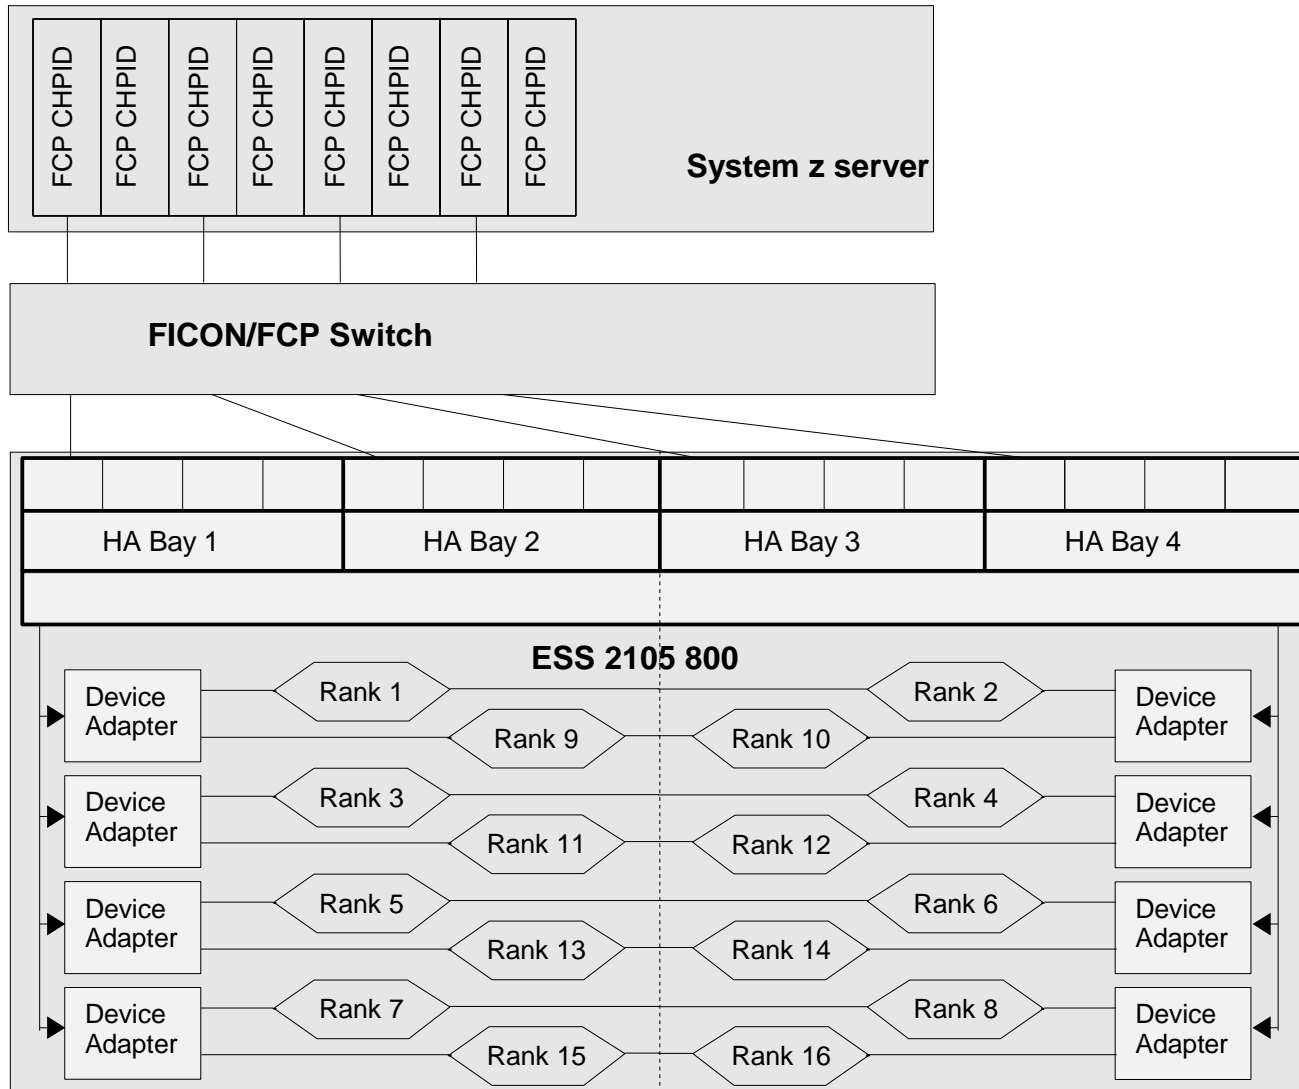 FCP CHPID
FCP CHPID
FCP CHPID
FCP CHPID
FCP CHPID
FCP CHPID
FCP CHPID
FCP CHPID
System z server
FICON/FCP Switch
HA Bay 1
HA Bay 2
HA Bay 3
HA Bay 4
ESS 2105 800
Device
Adapter
Rank 1
Rank 2
Device
Adapter
Rank 9
Rank 10
Device
Adapter
Rank 3
Rank 4
Device
Adapter
Rank 11
Rank 12
Device
Adapter
Rank 5
Rank 6
Device
Adapter
Rank 13
Rank 14
Device
Adapter
Rank 7
Rank 8
Device
Adapter
Rank 15
Rank 16